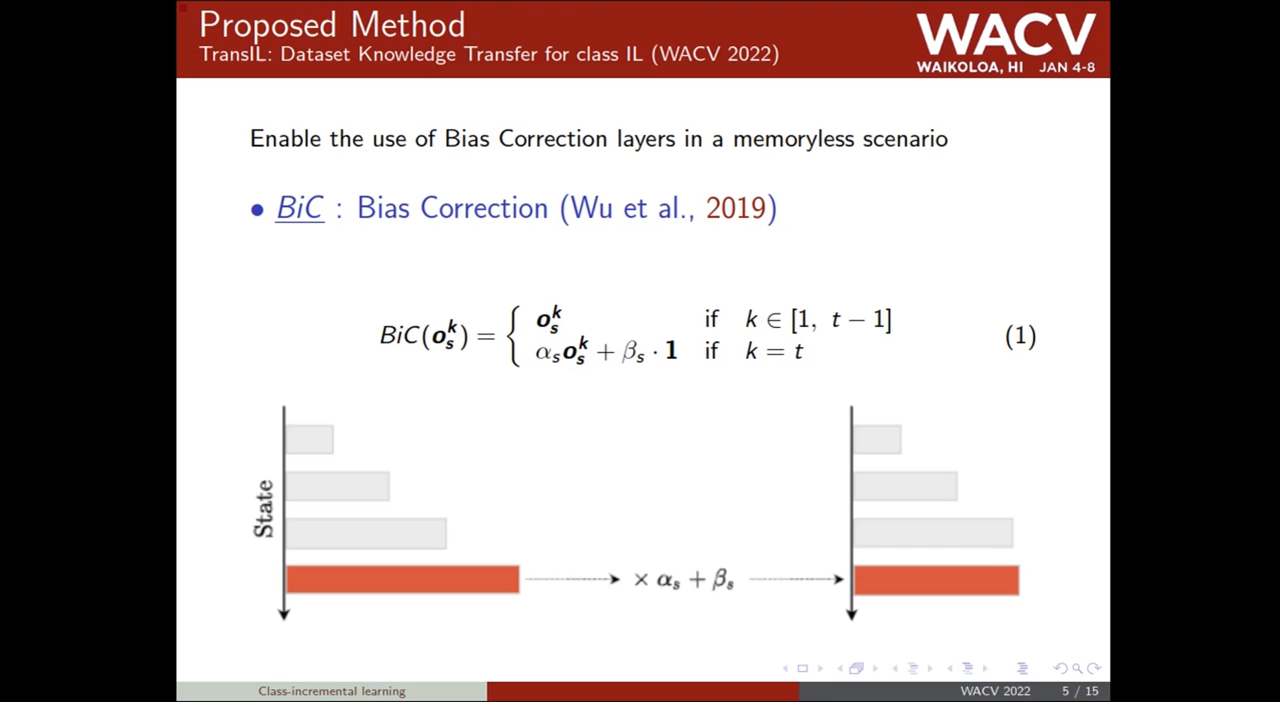 Proposed Method
TransIL: Dataset Knowledge Transfer for class IL (WACV 2022)
WACV
WAIKOLOA, HI JAN 4-8
Enable the use of Bias Correction layers in a memoryless scenario
• BiC : Bias Correction (Wu et al., 2019)
BiC(o_s^k) = { o_s^k if k ∈ [1, t − 1]
α_s o_s^k + β_s · 1 if k = t
(1)
State
× α_s + β_s
Class-incremental learning
WACV 2022 5 / 15